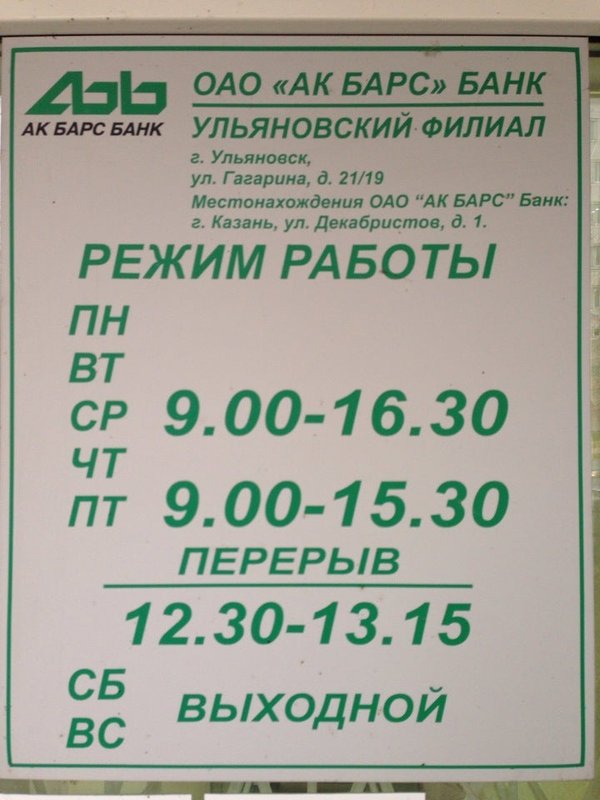 АК БАРС БАНК
ОАО «АК БАРС» БАНК
УЛЬЯНОВСКИЙ ФИЛИАЛ
г. Ульяновск,
ул. Гагарина, д. 21/19
Местонахождения ОАО “АК БАРС” Банк:
г. Казань, ул. Декабристов, д. 1.
РЕЖИМ РАБОТЫ
ПН
ВТ
СР 9.00-16.30
ЧТ
ПТ 9.00-15.30
ПЕРЕРЫВ
12.30-13.15
СБ
ВС ВЫХОДНОЙ